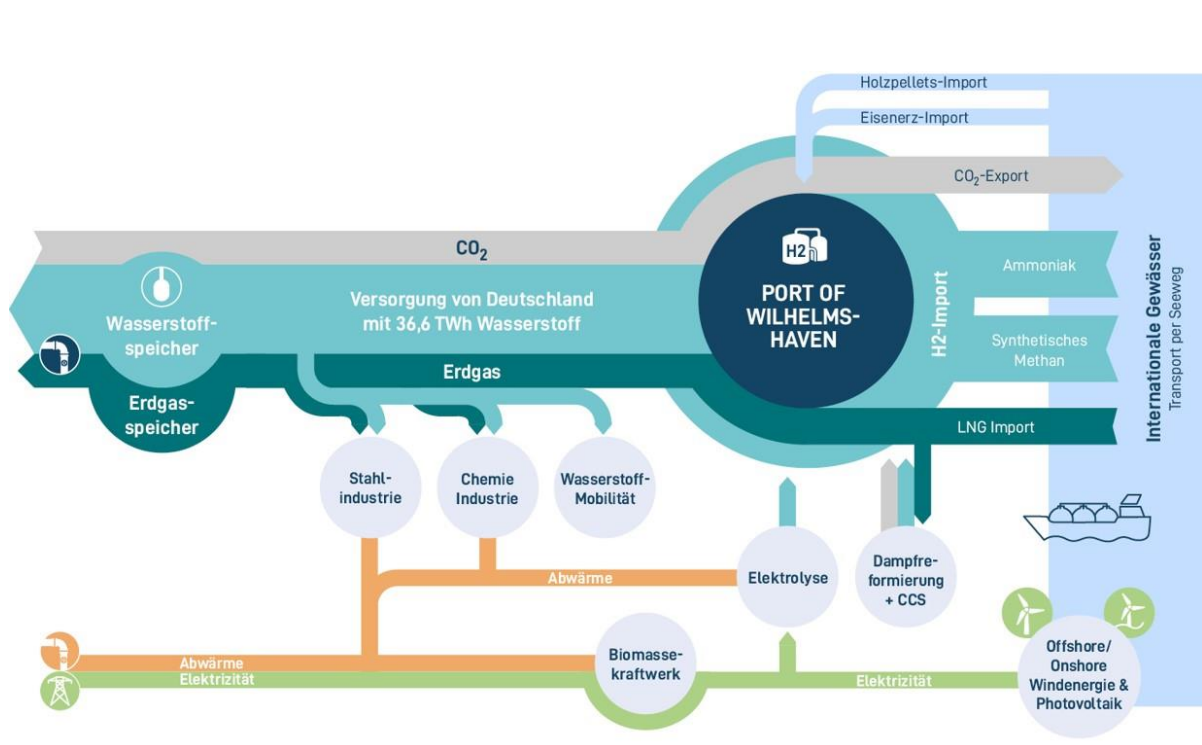 Holzpellets-Import
Eisenerz-Import
CO₂-Export
CO₂
H2
PORT OF
WILHELMS-
HAVEN
H2-Import
Ammoniak
Synthetisches
Methan
LNG Import
Internationale Gewässer
Transport per Seeweg
Versorgung von Deutschland
mit 36,6 TWh Wasserstoff
Wasserstoff-
speicher
Erdgas
Erdgas-
speicher
Stahl-
industrie
Chemie
Industrie
Wasserstoff-
Mobilität
Abwärme
Elektrolyse
Dampfre-
formierung
+ CCS
Abwärme
Elektrizität
Biomasse-
kraftwerk
Elektrizität
Offshore/
Onshore
Windenergie &
Photovoltaik